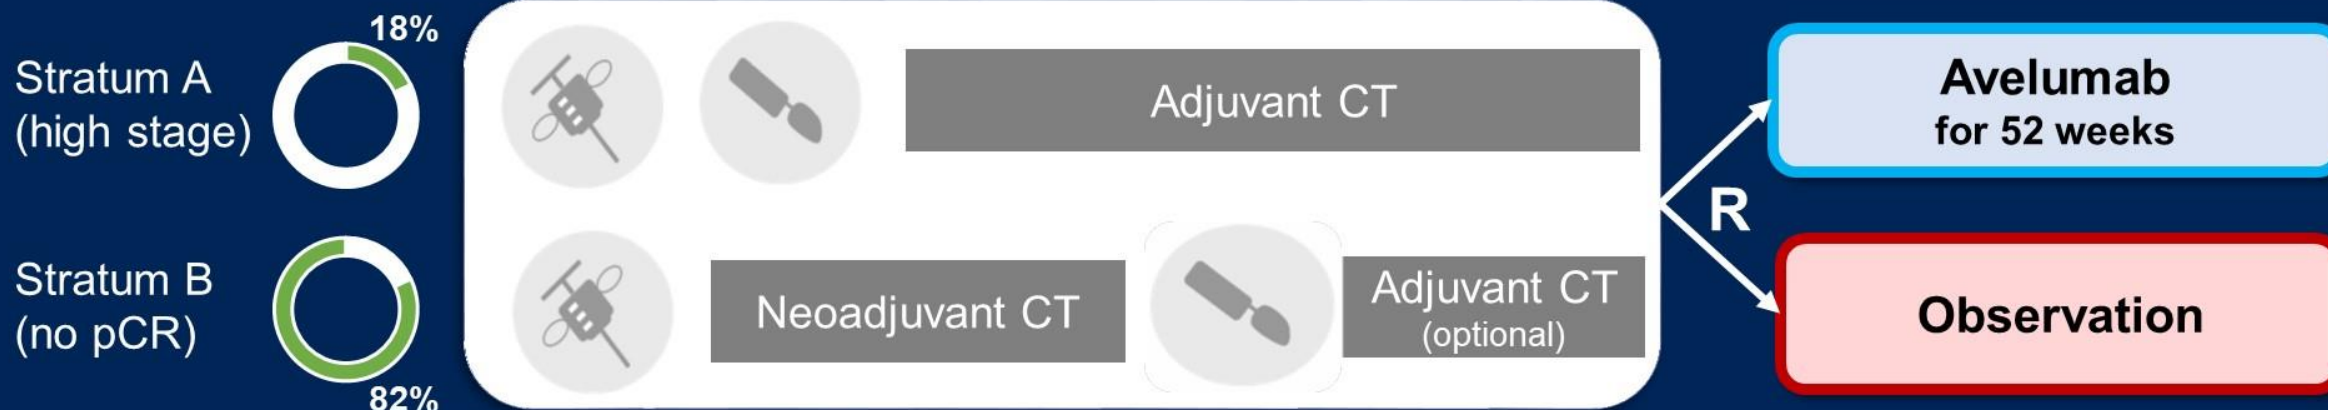 18%
Stratum A
(high stage)
Adjuvant CT
Avelumab
for 52 weeks
R
Stratum B
(no pCR)
82%
Neoadjuvant CT
Adjuvant CT
(optional)
Observation